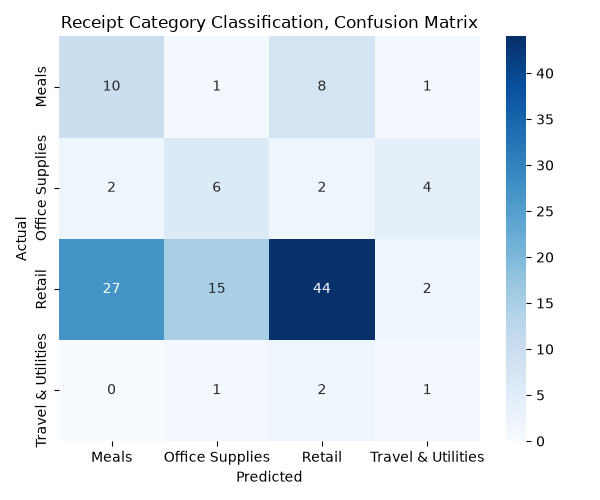 Receipt Category Classification, Confusion Matrix
Actual
Meals
10 1 8 1
Office Supplies
2 6 2 4
Retail
27 15 44 2
Travel & Utilities
0 1 2 1
Meals Office Supplies Retail Travel & Utilities
Predicted
40
35
30
25
20
15
10
5
0